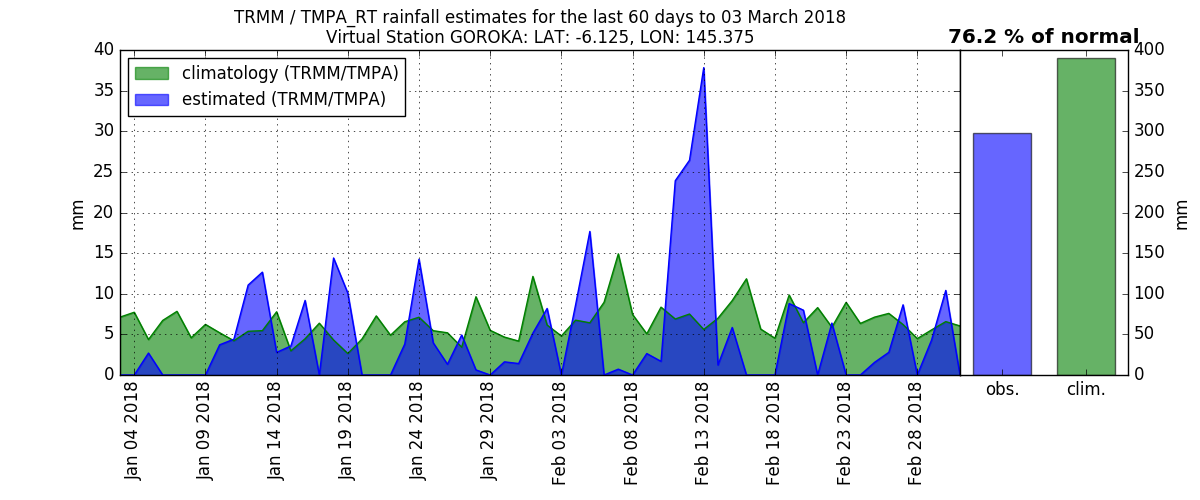 TRMM / TMPA_RT rainfall estimates for the last 60 days to 03 March 2018
Virtual Station GOROKA: LAT: -6.125, LON: 145.375
76.2 % of normal
climatology (TRMM/TMPA)
estimated (TRMM/TMPA)
40
35
30
25
20
15
10
5
0
mm
400
350
300
250
200
150
100
50
0
mm
Jan 04 2018
Jan 09 2018
Jan 14 2018
Jan 19 2018
Jan 24 2018
Jan 29 2018
Feb 03 2018
Feb 08 2018
Feb 13 2018
Feb 18 2018
Feb 23 2018
Feb 28 2018
obs.
clim.